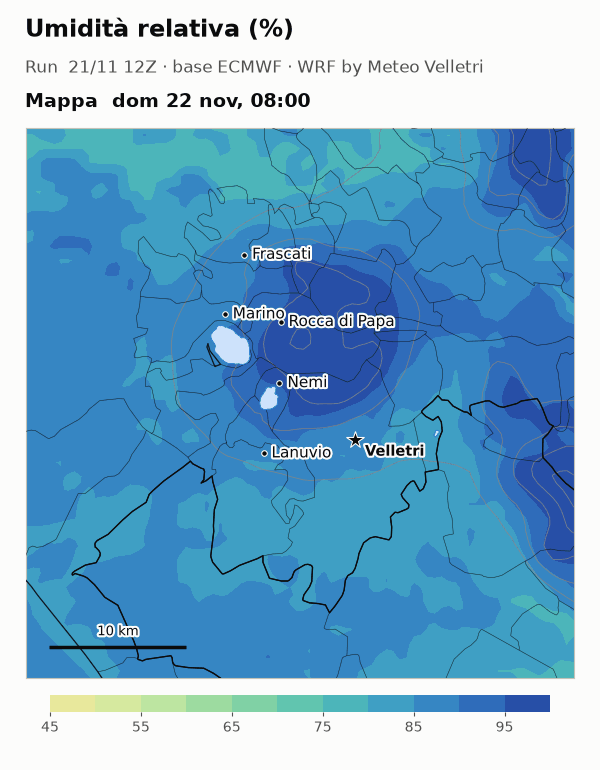 Umidità relativa (%)
Run  21/11 12Z · base ECMWF · WRF by Meteo Velletri
Mappa  dom 22 nov, 08:00
Frascati
Marino
Rocca di Papa
Nemi
Velletri
Lanuvio
10 km
45 55 65 75 85 95